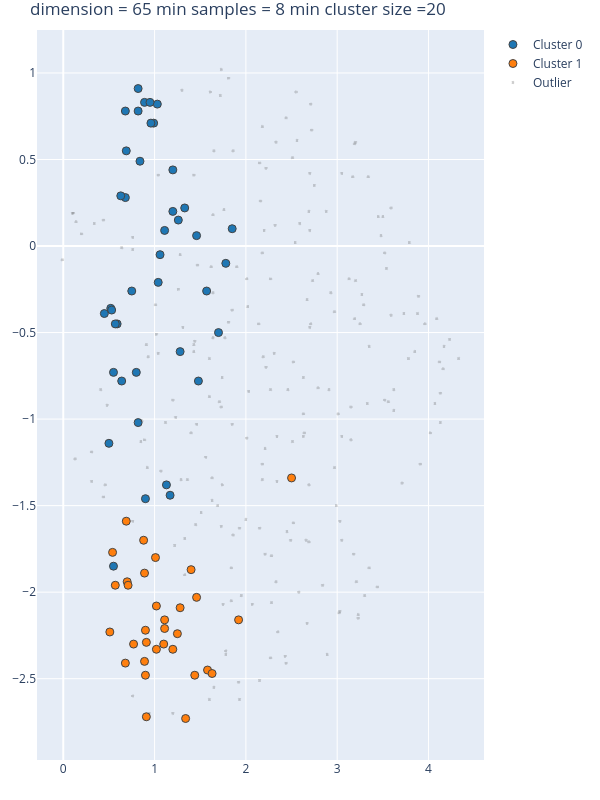 dimension = 65 min samples = 8 min cluster size =20
Cluster 0
Cluster 1
Outlier
1
0.5
0
−0.5
−1
−1.5
−2
−2.5
0 1 2 3 4